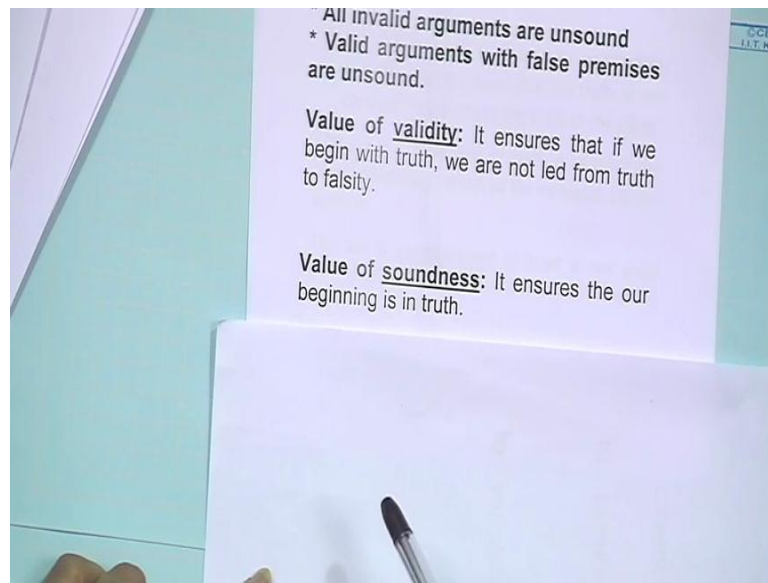 * All invalid arguments are unsound
* Valid arguments with false premises
are unsound.
Value of validity: It ensures that if we
begin with truth, we are not led from truth
to falsity.
Value of soundness: It ensures the our
beginning is in truth.
I.I.T.